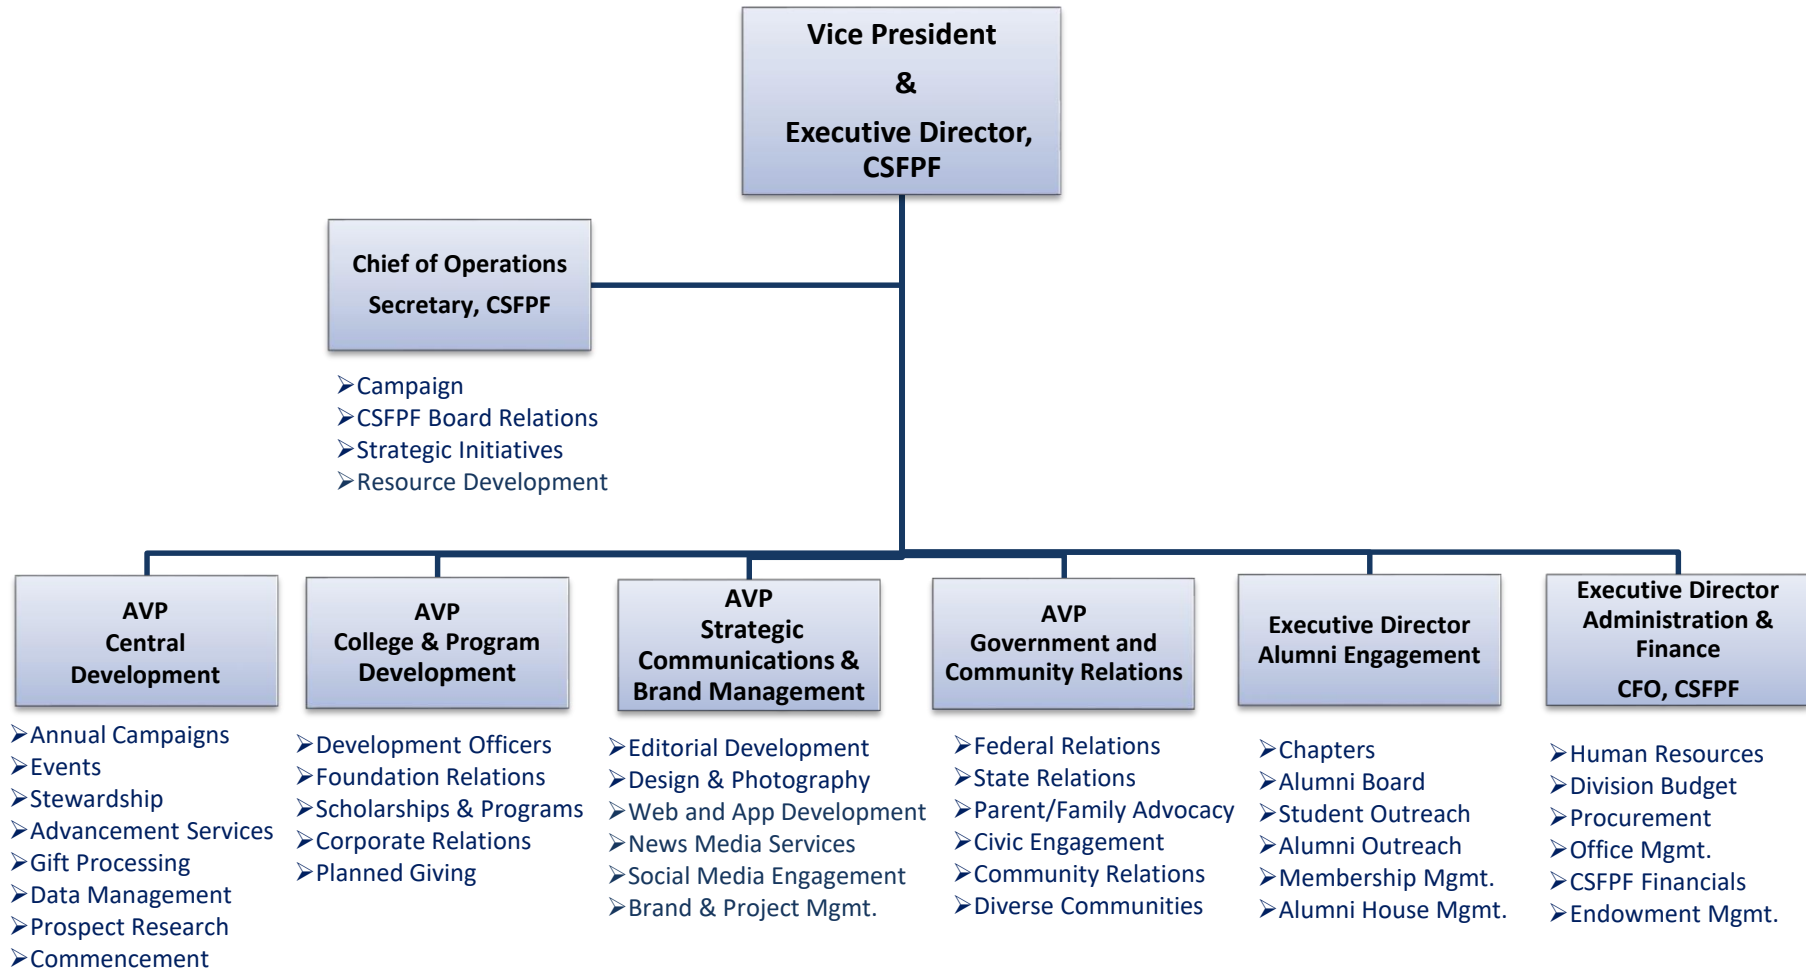 Vice President
&
Executive Director,
CSFPF
Chief of Operations
Secretary, CSFPF
➢Campaign
➢CSFPF Board Relations
➢Strategic Initiatives
➢Resource Development
AVP
Central
Development
➢Annual Campaigns
➢Events
➢Stewardship
➢Advancement Services
➢Gift Processing
➢Data Management
➢Prospect Research
➢Commencement
AVP
College & Program
Development
➢Development Officers
➢Foundation Relations
➢Scholarships & Programs
➢Corporate Relations
➢Planned Giving
AVP
Strategic
Communications &
Brand Management
➢Editorial Development
➢Design & Photography
➢Web and App Development
➢News Media Services
➢Social Media Engagement
➢Brand & Project Mgmt.
AVP
Government and
Community Relations
➢Federal Relations
➢State Relations
➢Parent/Family Advocacy
➢Civic Engagement
➢Community Relations
➢Diverse Communities
Executive Director
Alumni Engagement
➢Chapters
➢Alumni Board
➢Student Outreach
➢Alumni Outreach
➢Membership Mgmt.
➢Alumni House Mgmt.
Executive Director
Administration &
Finance
CFO, CSFPF
➢Human Resources
➢Division Budget
➢Procurement
➢Office Mgmt.
➢CSFPF Financials
➢Endowment Mgmt.